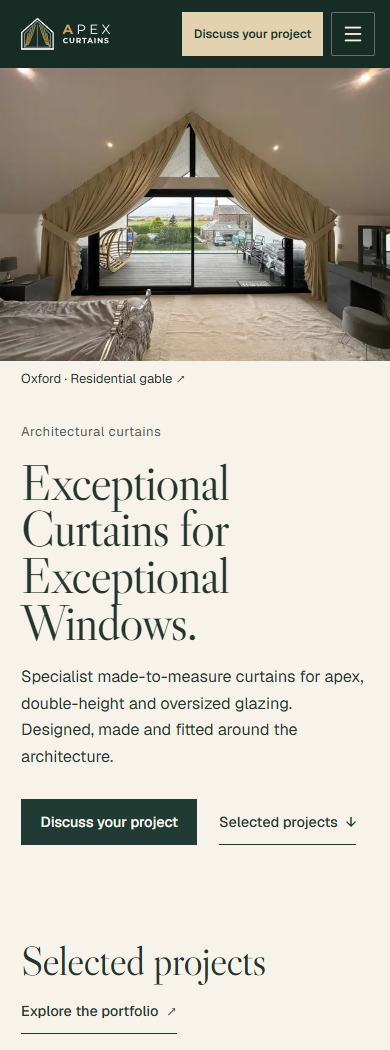 APEX
CURTAINS
Discuss your project
Oxford · Residential gable ↗
Architectural curtains
Exceptional
Curtains for
Exceptional
Windows.
Specialist made-to-measure curtains for apex,
double-height and oversized glazing.
Designed, made and fitted around the
architecture.
Discuss your project
Selected projects ↓
Selected projects
Explore the portfolio ↗